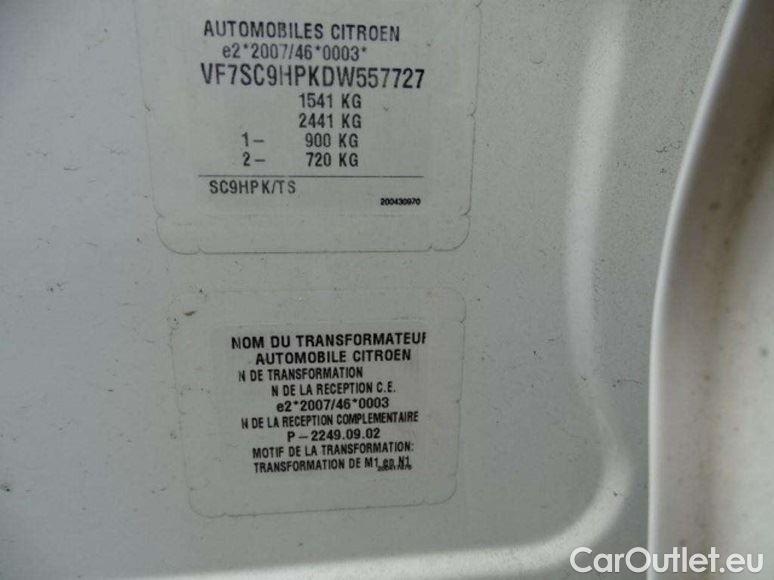 AUTOMOBILES CITROEN
e2*2007/46*0003*
VF7SC9HPKDW557727
1541 KG
2441 KG
1- 900 KG
2- 720 KG
SC9HPK/TS
200430970
NOM DU TRANSFORMATEUR
AUTOMOBILE CITROEN
N DE TRANSFORMATION
N DE LA RECEPTION C.E.
e2*2007/46*0003
N DE LA RECEPTION COMPLEMENTAIRE
P-2249.09.02
MOTIF DE LA TRANSFORMATION:
TRANSFORMATION DE M1 en N1
CarOutlet.eu